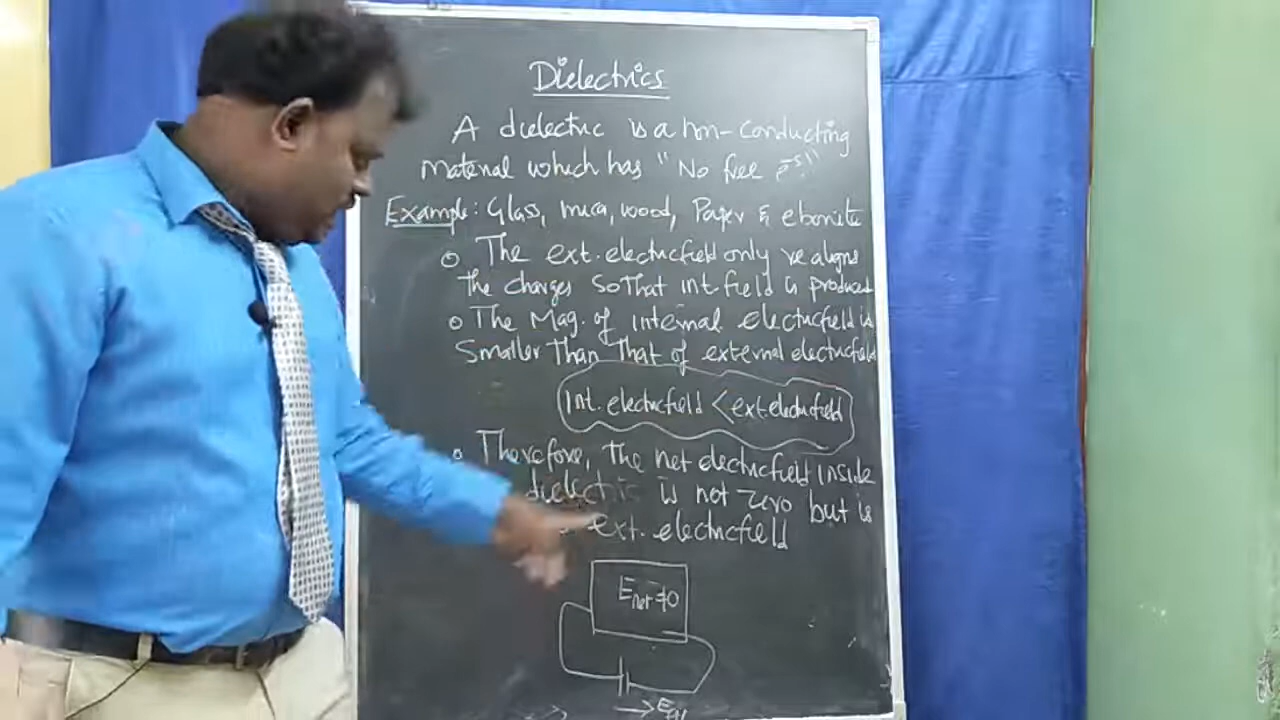 Dielectrics
A dielectric is a non-conducting
material which has "No free e⁻s!"
Example: Glass, mica, wood, Paper & ebonite
o The ext. electricfield only realigns
the charges so that int. field is produced
o The Mag. of internal electricfield is
smaller than that of external electricfield
int. electricfield < ext. electricfield
o Therefore, The net electricfield inside
dielectric is not zero but is
ext. electricfield
Enet ≠ 0